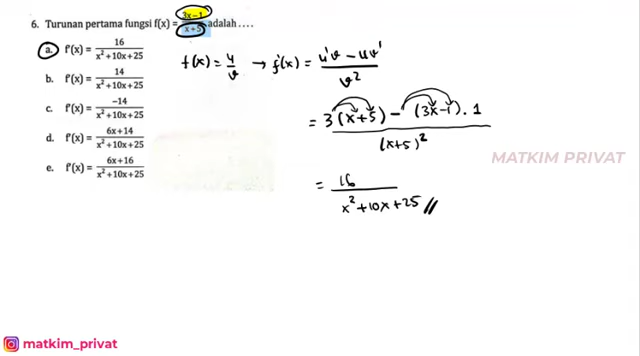 6. Turunan pertama fungsi f(x) = (3x−1)/(x+5) adalah ....
a. f'(x) = 16/(x²+10x+25)
b. f'(x) = 14/(x²+10x+25)
c. f'(x) = −14/(x²+10x+25)
d. f'(x) = (6x+14)/(x²+10x+25)
e. f'(x) = (6x+16)/(x²+10x+25)
f(x) = u/v → f'(x) = (u'v − uv')/v²
= (3(x+5) − (3x−1).1)/(x+5)²
= 16/(x²+10x+25) //
MATKIM PRIVAT
matkim_privat